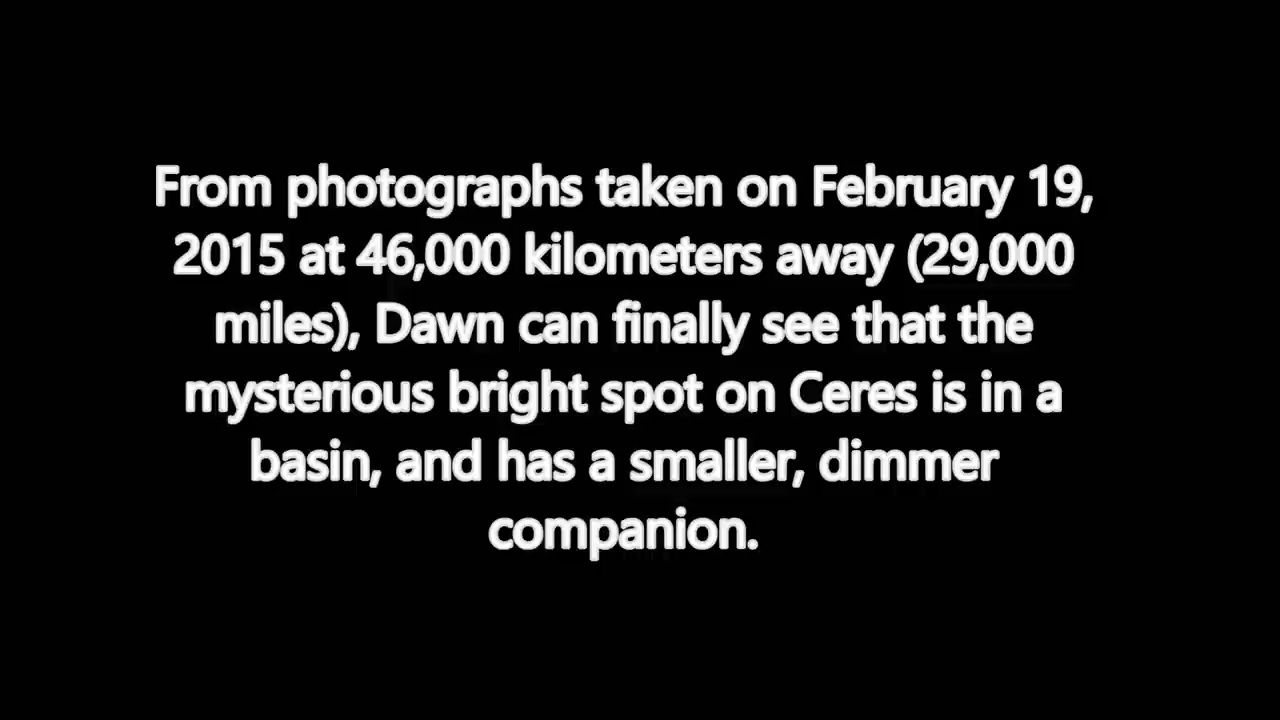 From photographs taken on February 19,
2015 at 46,000 kilometers away (29,000
miles), Dawn can finally see that the
mysterious bright spot on Ceres is in a
basin, and has a smaller, dimmer
companion.